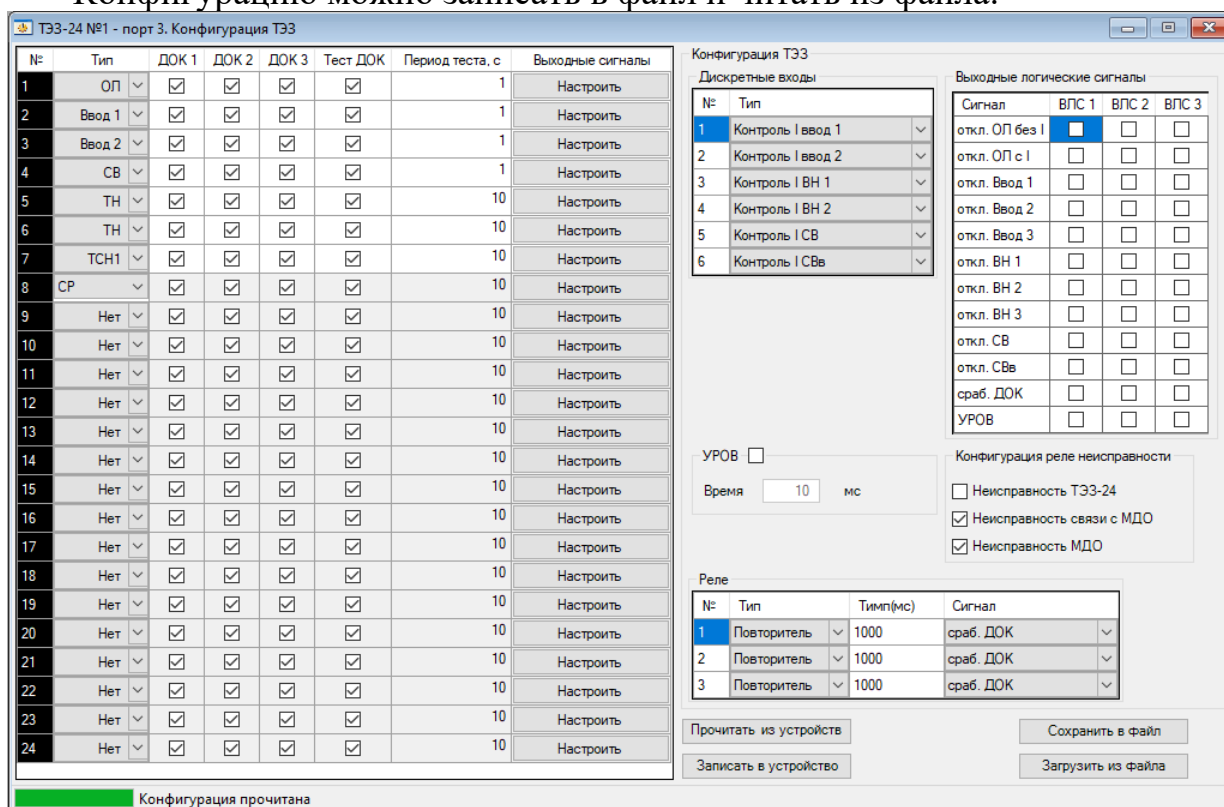 Конфигурацию можно записать в файл и читать из файла.
ТЭЗ-24 №1 - порт 3. Конфигурация ТЭЗ
№ Тип ДОК 1 ДОК 2 ДОК 3 Тест ДОК Период теста, с Выходные сигналы
1 ОЛ 1 Настроить
2 Ввод 1 1 Настроить
3 Ввод 2 1 Настроить
4 СВ 1 Настроить
5 ТН 10 Настроить
6 ТН 10 Настроить
7 ТСН1 10 Настроить
8 СР 10 Настроить
9 Нет 10 Настроить
10 Нет 10 Настроить
11 Нет 10 Настроить
12 Нет 10 Настроить
13 Нет 10 Настроить
14 Нет 10 Настроить
15 Нет 10 Настроить
16 Нет 10 Настроить
17 Нет 10 Настроить
18 Нет 10 Настроить
19 Нет 10 Настроить
20 Нет 10 Настроить
21 Нет 10 Настроить
22 Нет 10 Настроить
23 Нет 10 Настроить
24 Нет 10 Настроить
Конфигурация ТЭЗ
Дискретные входы
№ Тип
1 Контроль I ввод 1
2 Контроль I ввод 2
3 Контроль I ВН 1
4 Контроль I ВН 2
5 Контроль I СВ
6 Контроль I СВв
Выходные логические сигналы
Сигнал ВЛС 1 ВЛС 2 ВЛС 3
откл. ОЛ без I
откл. ОЛ с I
откл. Ввод 1
откл. Ввод 2
откл. Ввод 3
откл. ВН 1
откл. ВН 2
откл. ВН 3
откл. СВ
откл. СВв
сраб. ДОК
УРОВ
УРОВ
Время 10 мс
Конфигурация реле неисправности
Неисправность ТЭЗ-24
Неисправность связи с МДО
Неисправность МДО
Реле
№ Тип Тимп(мс) Сигнал
1 Повторитель 1000 сраб. ДОК
2 Повторитель 1000 сраб. ДОК
3 Повторитель 1000 сраб. ДОК
Прочитать из устройств Сохранить в файл
Записать в устройство Загрузить из файла
Конфигурация прочитана